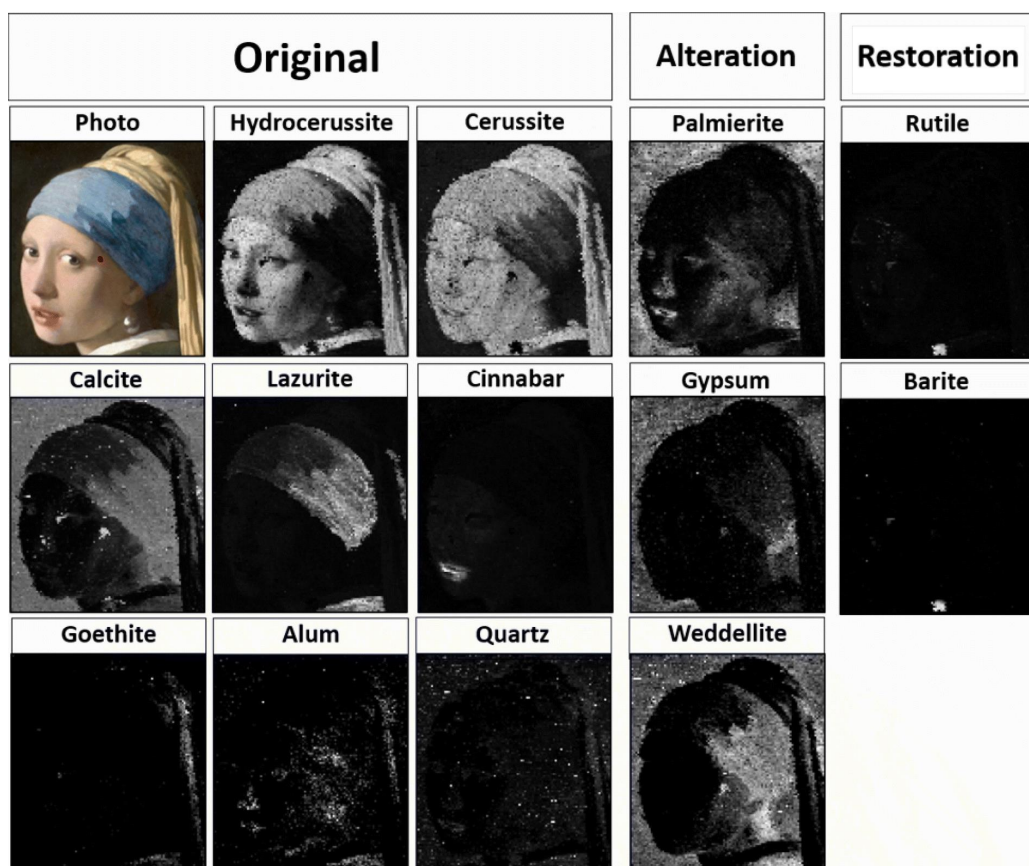 Original
Alteration
Restoration
Photo
Hydrocerussite
Cerussite
Palmierite
Rutile
Calcite
Lazurite
Cinnabar
Gypsum
Barite
Goethite
Alum
Quartz
Weddellite